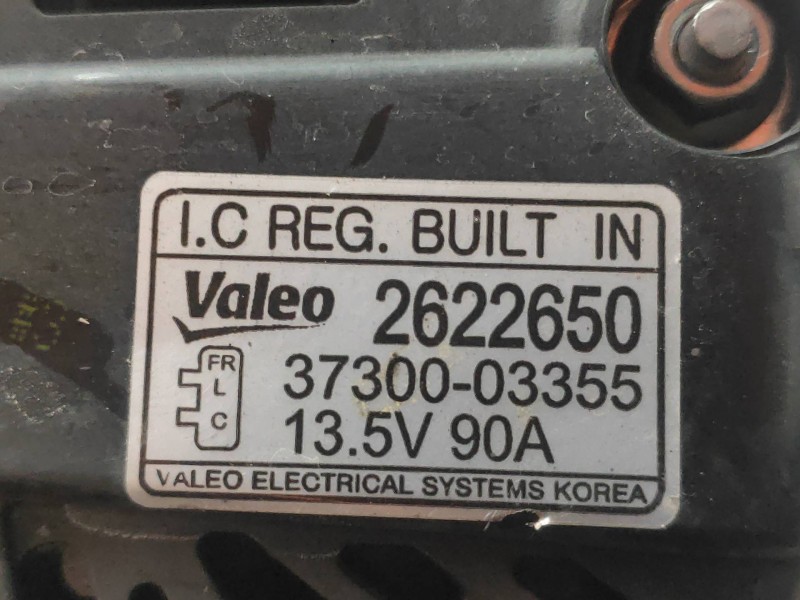 I.C REG. BUILT IN
Valeo 2622650
FR 37300-03355
L
C 13.5V 90A
VALEO ELECTRICAL SYSTEMS KOREA